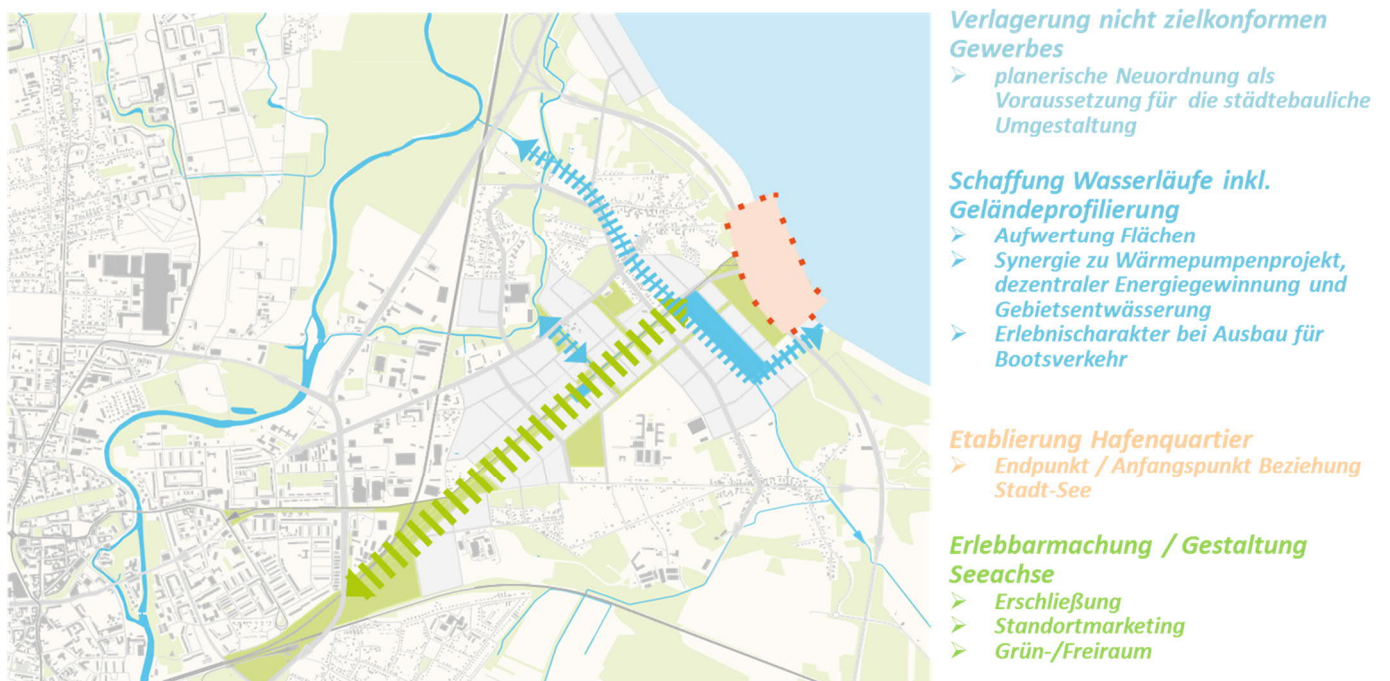 Verlagerung nicht zielkonformen
Gewerbes
➢ planerische Neuordnung als
Voraussetzung für die städtebauliche
Umgestaltung
Schaffung Wasserläufe inkl.
Geländeprofilierung
➢ Aufwertung Flächen
➢ Synergie zu Wärmepumpenprojekt,
dezentraler Energiegewinnung und
Gebietsentwässerung
➢ Erlebnischarakter bei Ausbau für
Bootsverkehr
Etablierung Hafenquartier
➢ Endpunkt / Anfangspunkt Beziehung
Stadt-See
Erlebbarmachung / Gestaltung
Seeachse
➢ Erschließung
➢ Standortmarketing
➢ Grün-/Freiraum